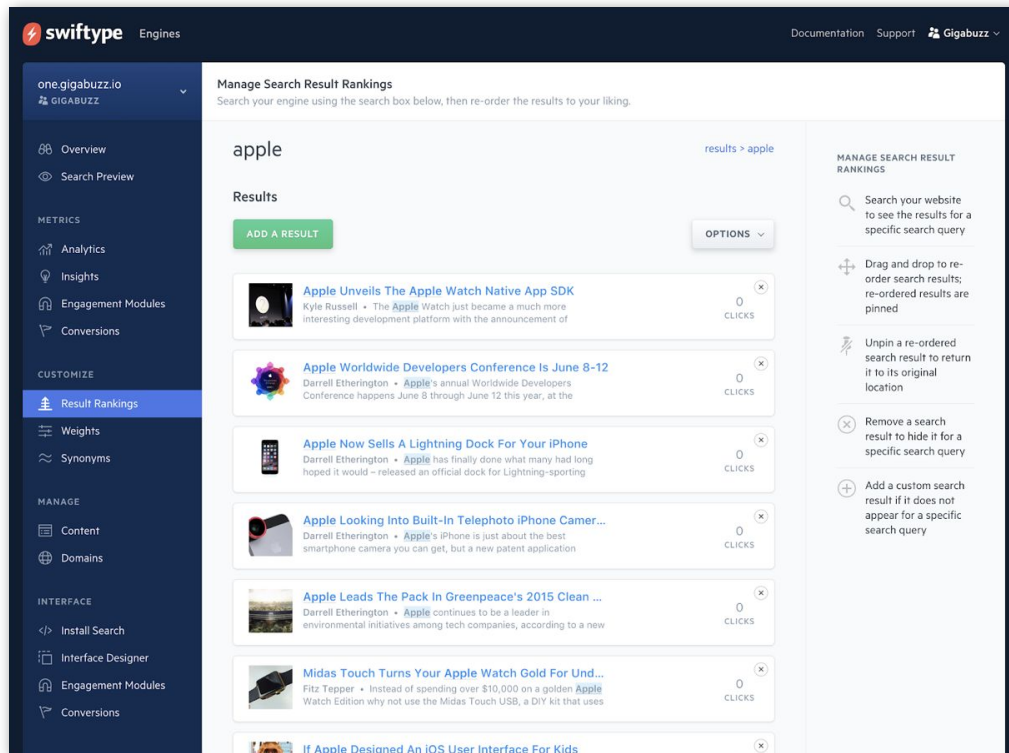 swiftype Engines Documentation Support Gigabuzz
one.gigabuzz.io
GIGABUZZ
Overview
Search Preview
METRICS
Analytics
Insights
Engagement Modules
Conversions
CUSTOMIZE
Result Rankings
Weights
Synonyms
MANAGE
Content
Domains
INTERFACE
Install Search
Interface Designer
Engagement Modules
Conversions
Manage Search Result Rankings
Search your engine using the search box below, then re-order the results to your liking.
apple results > apple
Results
ADD A RESULT OPTIONS
Apple Unveils The Apple Watch Native App SDK
Kyle Russell • The Apple Watch just became a much more
interesting development platform with the announcement of
0
CLICKS
Apple Worldwide Developers Conference Is June 8-12
Darrell Etherington • Apple's annual Worldwide Developers
Conference happens June 8 through June 12 this year, at the
0
CLICKS
Apple Now Sells A Lightning Dock For Your iPhone
Darrell Etherington • Apple has finally done what many had long
hoped it would – released an official dock for Lightning-sporting
0
CLICKS
Apple Looking Into Built-In Telephoto iPhone Camer...
Darrell Etherington • Apple's iPhone is just about the best
smartphone camera you can get, but a new patent application
0
CLICKS
Apple Leads The Pack In Greenpeace's 2015 Clean ...
Darrell Etherington • Apple continues to be a leader in
environmental initiatives among tech companies, according to a new
0
CLICKS
Midas Touch Turns Your Apple Watch Gold For Und...
Fitz Tepper • Instead of spending over $10,000 on a golden Apple
Watch Edition why not use the Midas Touch USB, a DIY kit that uses
0
CLICKS
If Apple Designed An iOS User Interface For Kids
MANAGE SEARCH RESULT
RANKINGS
Search your website
to see the results for a
specific search query
Drag and drop to re-
order search results;
re-ordered results are
pinned
Unpin a re-ordered
search result to return
it to its original
location
Remove a search
result to hide it for a
specific search query
Add a custom search
result if it does not
appear for a specific
search query